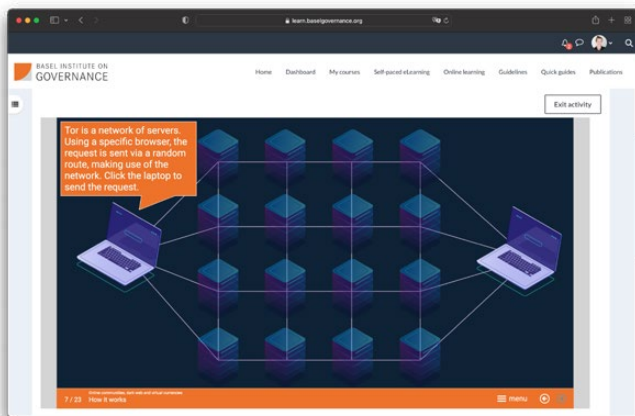 learn.baselgovernance.org
BASEL INSTITUTE ON
GOVERNANCE
Home Dashboard My courses Self-paced eLearning Online learning Guidelines Quick guides Publications
Exit activity
Tor is a network of servers.
Using a specific browser, the
request is sent via a random
route, making use of the
network. Click the laptop to
send the request.
Online communities, dark web and virtual currencies
7 / 23 How it works
menu